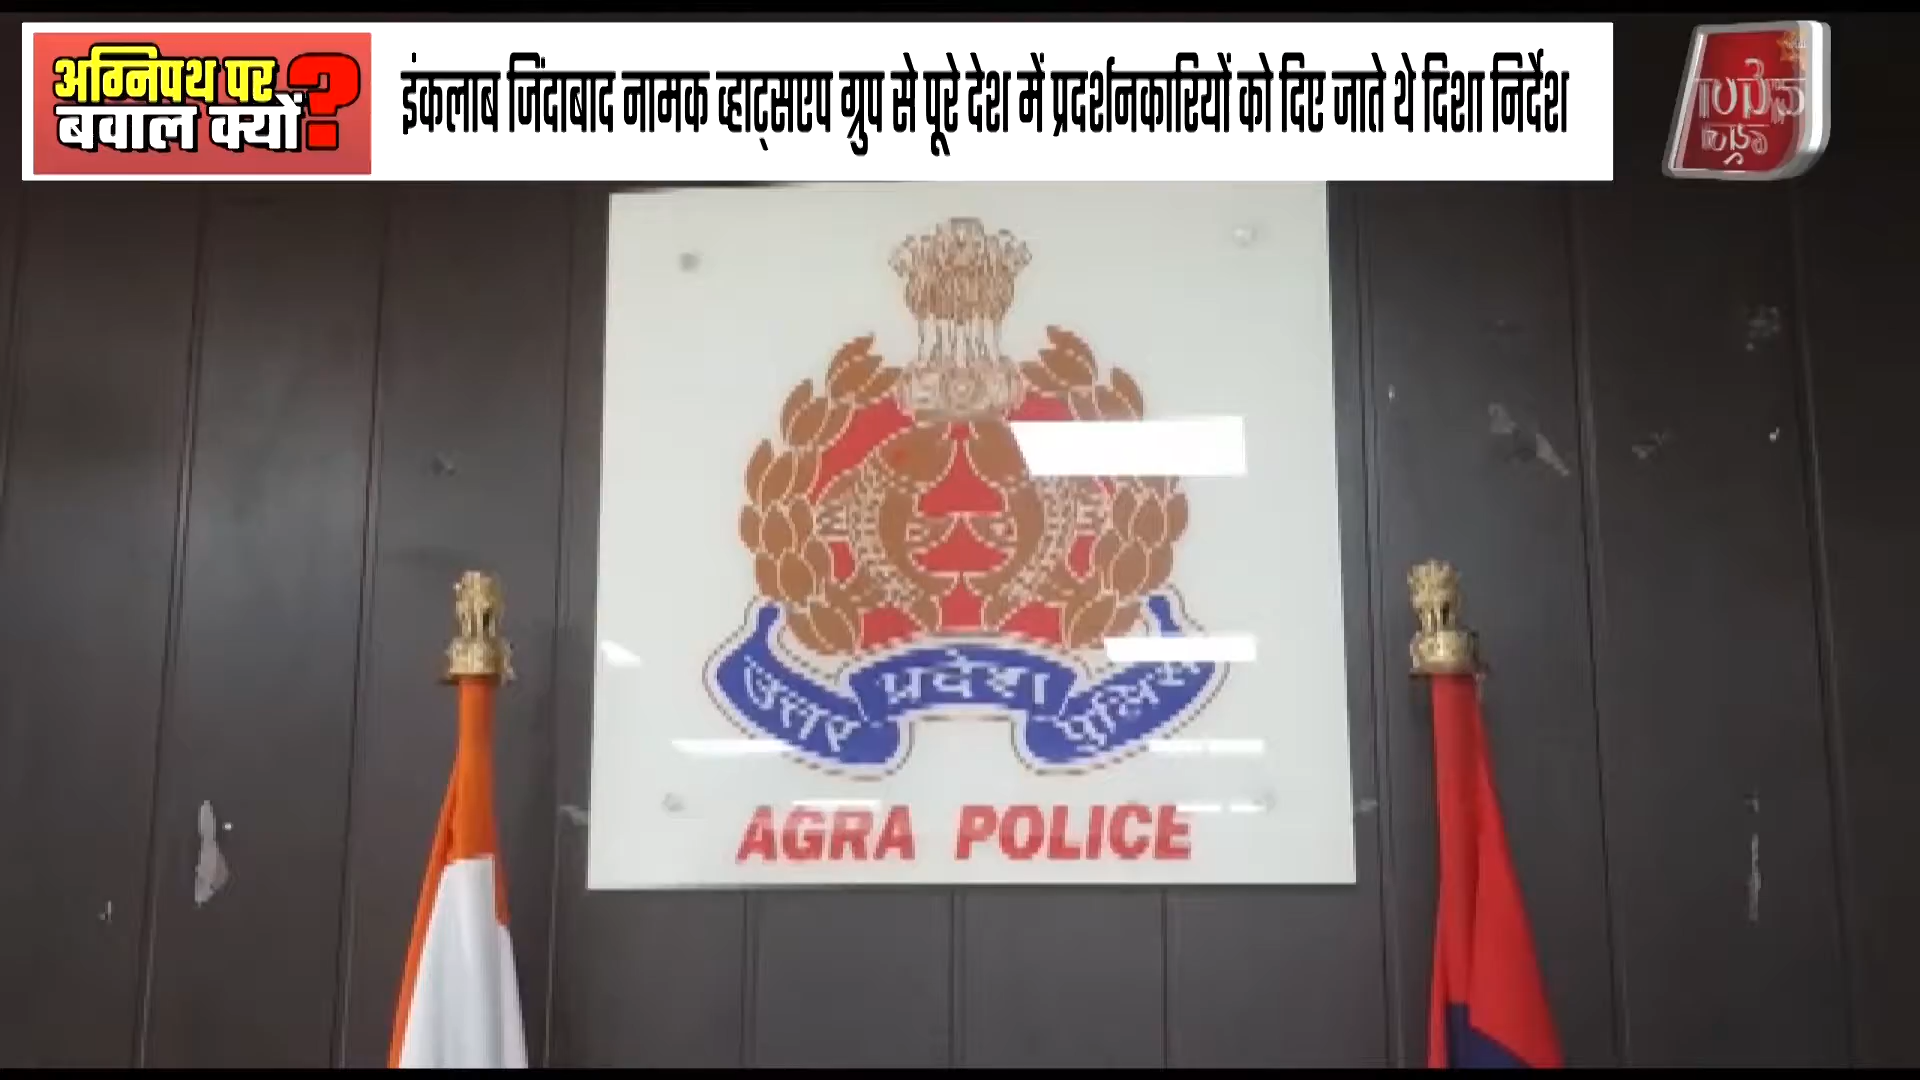 अग्निपथ पर
बवाल क्यों?
इंकलाब जिंदाबाद नामक व्हाट्सएप ग्रुप से पूरे देश में प्रदर्शनकारियों को दिए जाते थे दिशा निर्देश
उत्तर प्रदेश पुलिस
AGRA POLICE